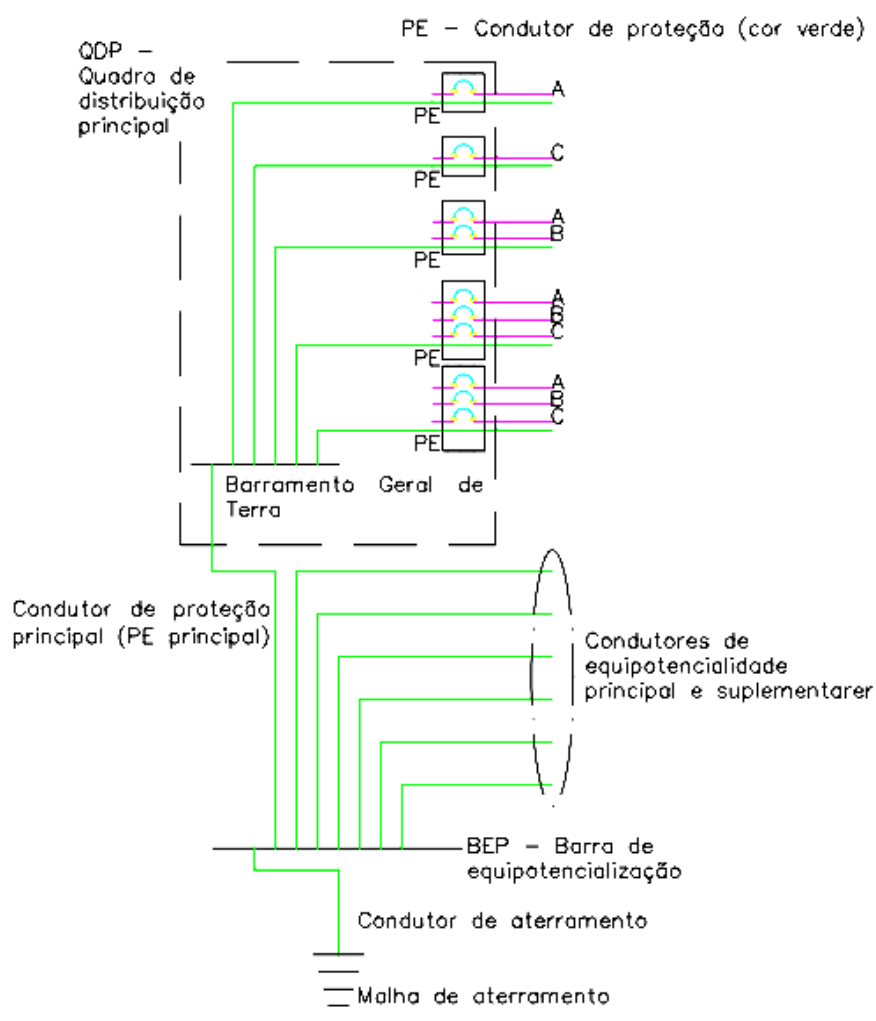 PE – Condutor de proteção (cor verde)
QDP –
Quadro de
distribuição
principal
A
PE
C
PE
A
B
PE
A
B
C
PE
A
B
C
PE
Barramento Geral de
Terra
Condutor de proteção
principal (PE principal)
Condutores de
equipotencialidade
principal e suplementarer
BEP – Barra de
equipotencialização
Condutor de aterramento
Malha de aterramento